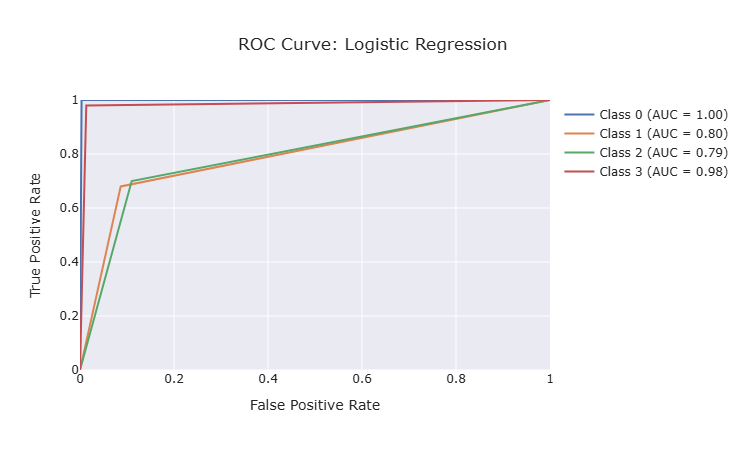 ROC Curve: Logistic Regression
1
0.8
0.6
0.4
0.2
0
True Positive Rate
0
0.2
0.4
0.6
0.8
1
False Positive Rate
Class 0 (AUC = 1.00)
Class 1 (AUC = 0.80)
Class 2 (AUC = 0.79)
Class 3 (AUC = 0.98)